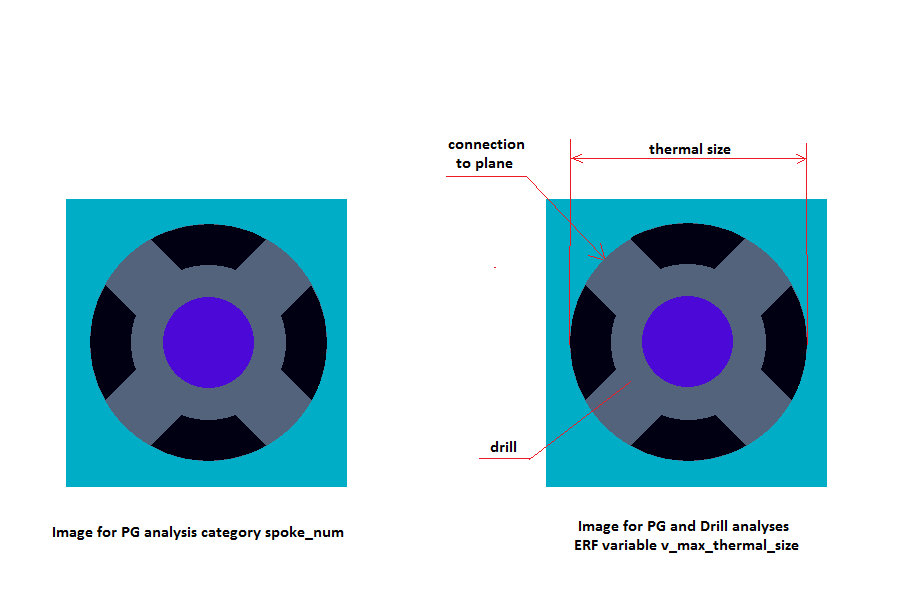 connection
to plane
thermal size
drill
Image for PG analysis category spoke_num
Image for PG and Drill analyses
ERF variable v_max_thermal_size